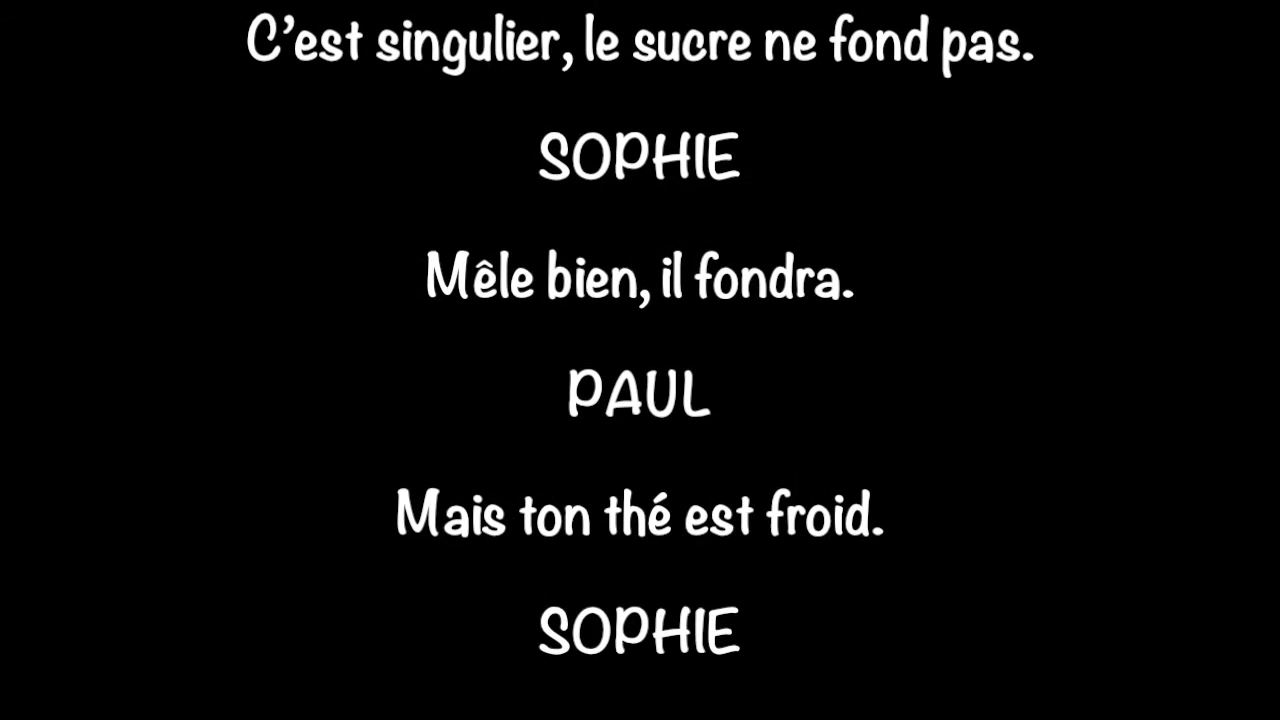 C’est singulier, le sucre ne fond pas.
SOPHIE
Mêle bien, il fondra.
PAUL
Mais ton thé est froid.
SOPHIE